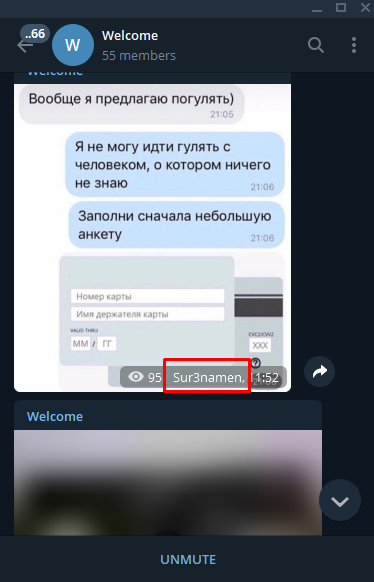 ..66
W
Welcome
55 members
Welcome
Вообще я предлагаю погулять)
21:05
Я не могу идти гулять с
человеком, о котором ничего
не знаю
21:06
Заполни сначала небольшую
анкету
21:06
Номер карты
Имя держателя карты
VALID THRU
ММ / ГГ
CVC2/CVV2
XXX
95 Sur3namen, 11:52
Welcome
UNMUTE